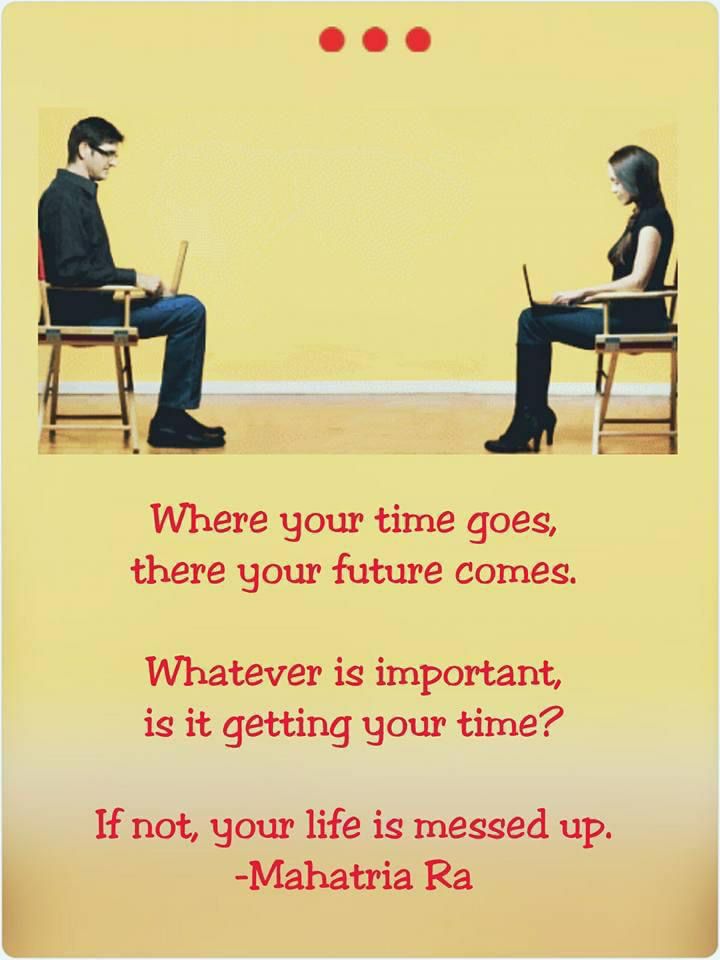 Where your time goes,
there your future comes.
Whatever is important,
is it getting your time?
If not, your life is messed up.
-Mahatria Ra